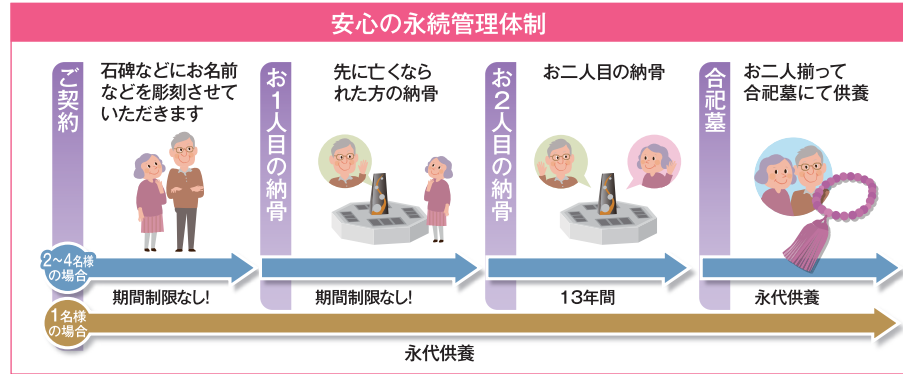 安心の永続管理体制
ご契約
石碑などにお名前
などを彫刻させて
いただきます
お1人目の納骨
先に亡くなら
れた方の納骨
お2人目の納骨
お二人目の納骨
合祀墓
お二人揃って
合祀墓にて供養
2〜4名様
の場合
期間制限なし!
期間制限なし!
13年間
永代供養
1名様
の場合
永代供養